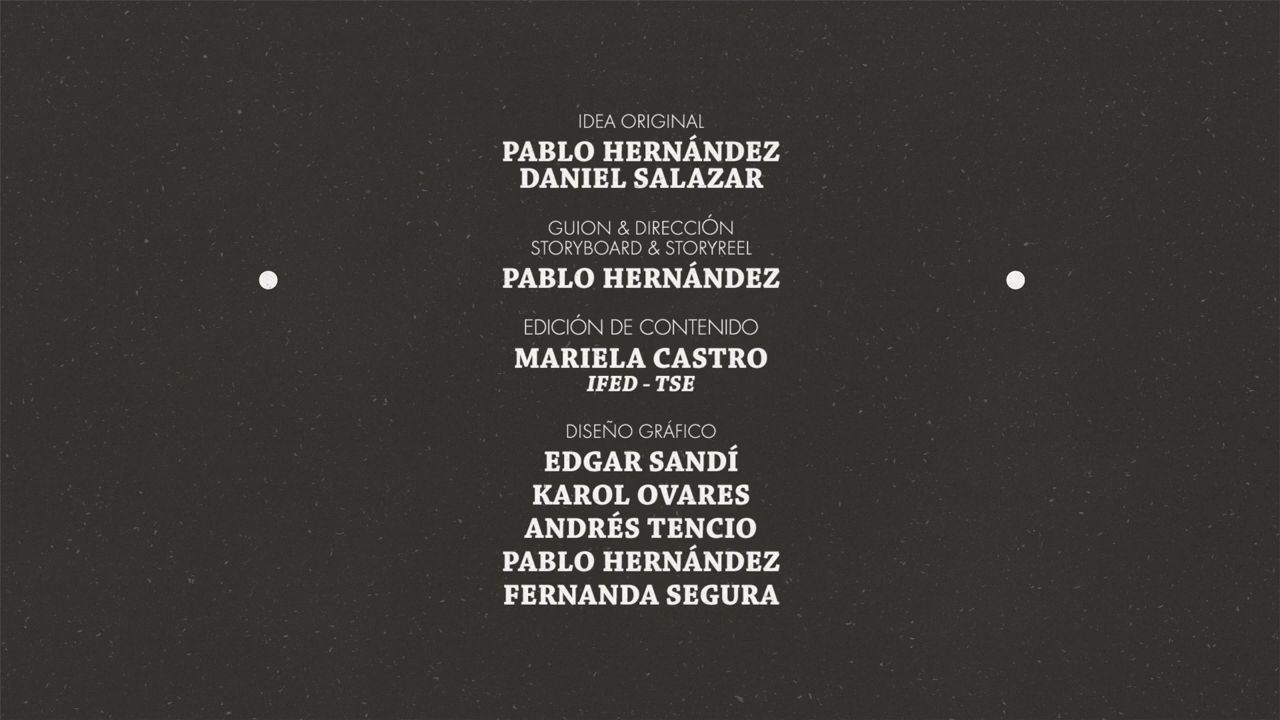 IDEA ORIGINAL
PABLO HERNÁNDEZ
DANIEL SALAZAR
GUION & DIRECCIÓN
STORYBOARD & STORYREEL
PABLO HERNÁNDEZ
EDICIÓN DE CONTENIDO
MARIELA CASTRO
IFED - TSE
DISEÑO GRÁFICO
EDGAR SANDÍ
KAROL OVARES
ANDRÉS TENCIO
PABLO HERNÁNDEZ
FERNANDA SEGURA